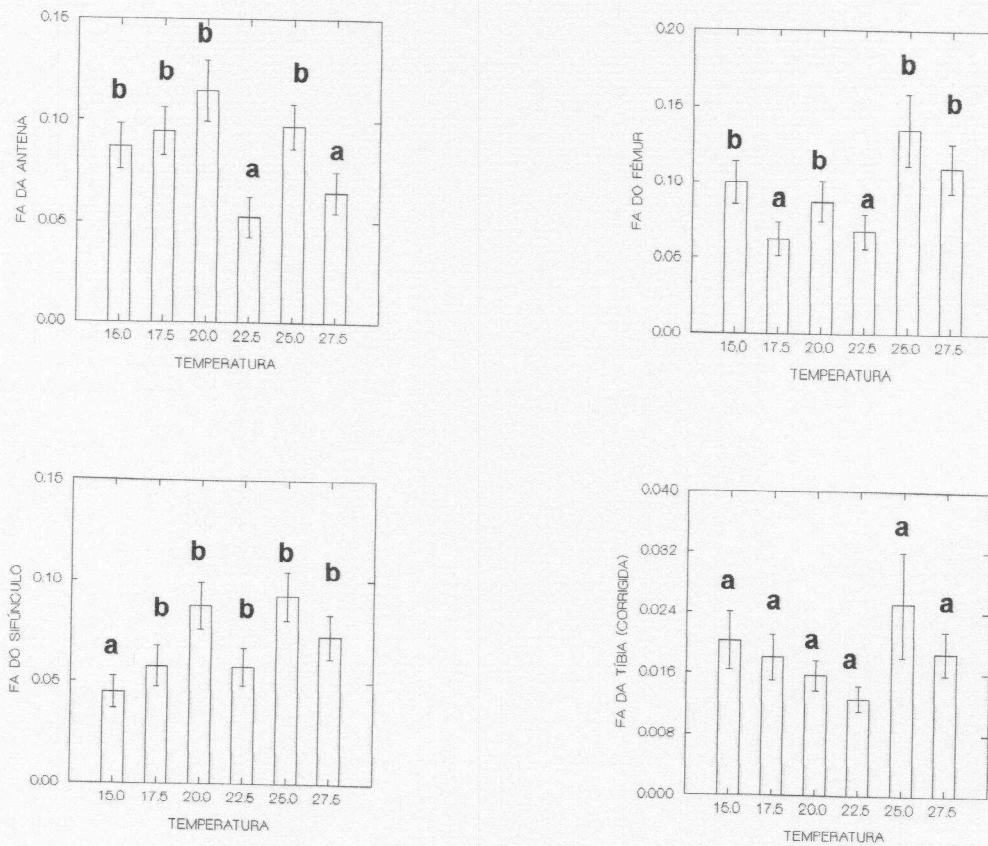 0.15
0.10
0.05
0.00
FA DA ANTENA
b
b
b
a
b
a
15.0 17.5 20.0 22.5 25.0 27.5
TEMPERATURA
0.20
0.15
0.10
0.05
0.00
FA DO FÊMUR
b
a
b
a
b
b
15.0 17.5 20.0 22.5 25.0 27.5
TEMPERATURA
0.15
0.10
0.05
0.00
FA DO SIFÚNCULO
a
b
b
b
b
b
15.0 17.5 20.0 22.5 25.0 27.5
TEMPERATURA
0.040
0.032
0.024
0.016
0.008
0.000
FA DA TÍBIA (CORRIGIDA)
a
a
a
a
a
a
15.0 17.5 20.0 22.5 25.0 27.5
TEMPERATURA